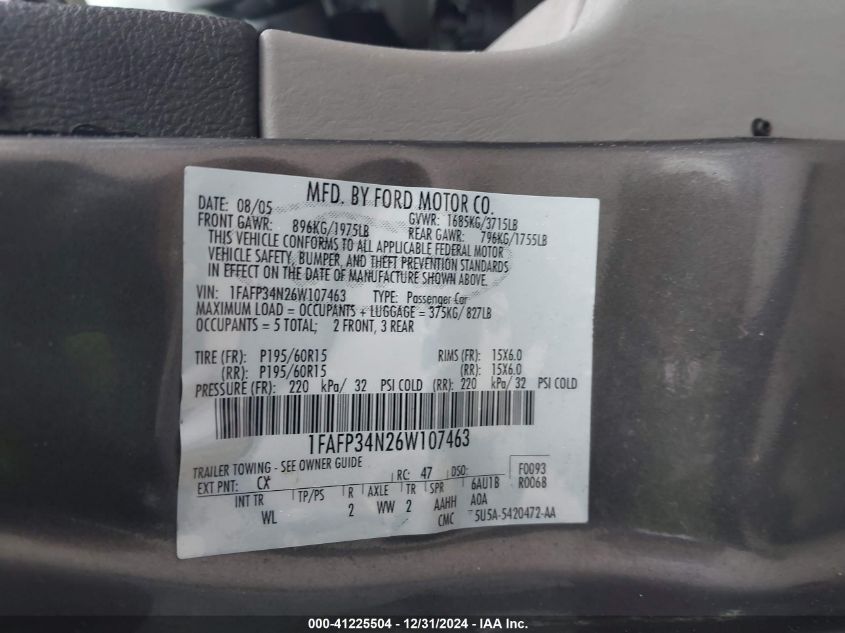 MFD. BY FORD MOTOR CO.
DATE: 08/05 GVWR: 1685KG/3715LB
FRONT GAWR: 896KG/1975LB REAR GAWR: 796KG/1755LB
THIS VEHICLE CONFORMS TO ALL APPLICABLE FEDERAL MOTOR
VEHICLE SAFETY, BUMPER, AND THEFT PREVENTION STANDARDS
IN EFFECT ON THE DATE OF MANUFACTURE SHOWN ABOVE.
VIN: 1FAFP34N26W107463 TYPE: Passenger Car
MAXIMUM LOAD = OCCUPANTS + LUGGAGE = 375KG/ 827LB
OCCUPANTS = 5 TOTAL; 2 FRONT, 3 REAR
TIRE (FR): P195/60R15 RIMS (FR): 15X6.0
(RR): P195/60R15 (RR): 15X6.0
PRESSURE (FR): 220 kPa/ 32 PSI COLD (RR): 220 kPa/ 32 PSI COLD
1FAFP34N26W107463
TRAILER TOWING - SEE OWNER GUIDE F0093
EXT PNT: CX RC: 47 DSO: R0068
INT TR TP/PS R AXLE TR SPR 6AU1B
WL 2 WW 2 AAHH A0A
CMC 5U5A-5420472-AA
000-41225504 - 12/31/2024 - IAA Inc.